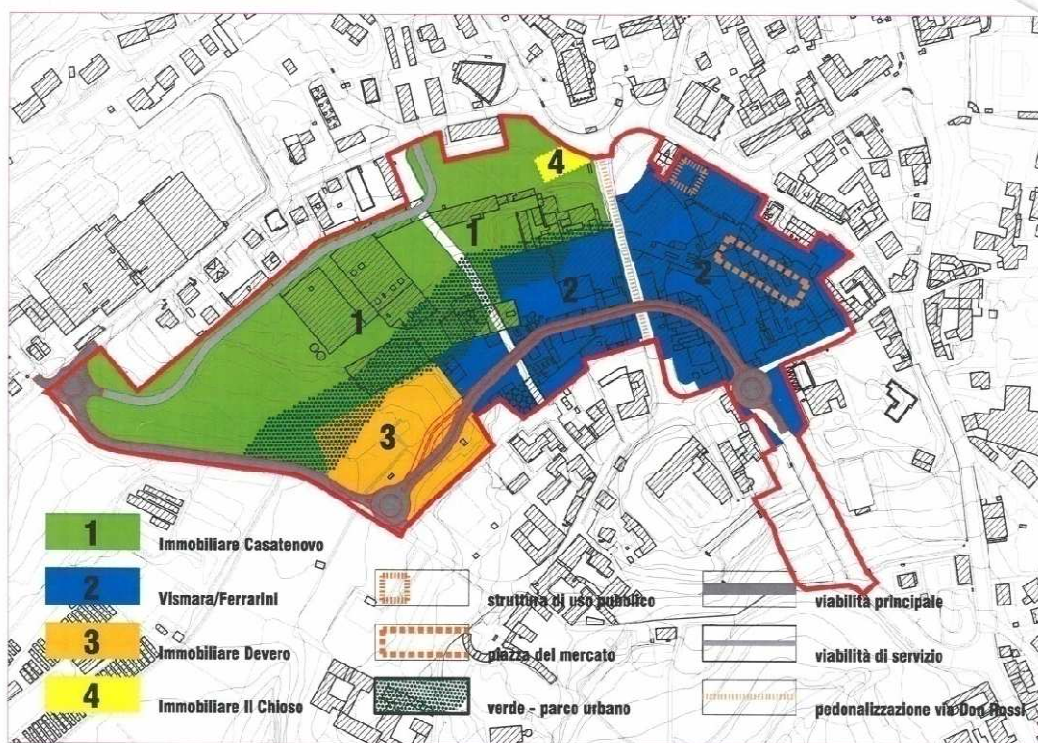 4
1
2
2
1
3
1 Immobiliare Casatenovo
2 Vismara/Ferrarini
struttura di uso pubblico
viabilità principale
3 Immobiliare Devero
piazza del mercato
viabilità di servizio
4 Immobiliare Il Chioso
verde - parco urbano
pedonalizzazione via Don Rossi